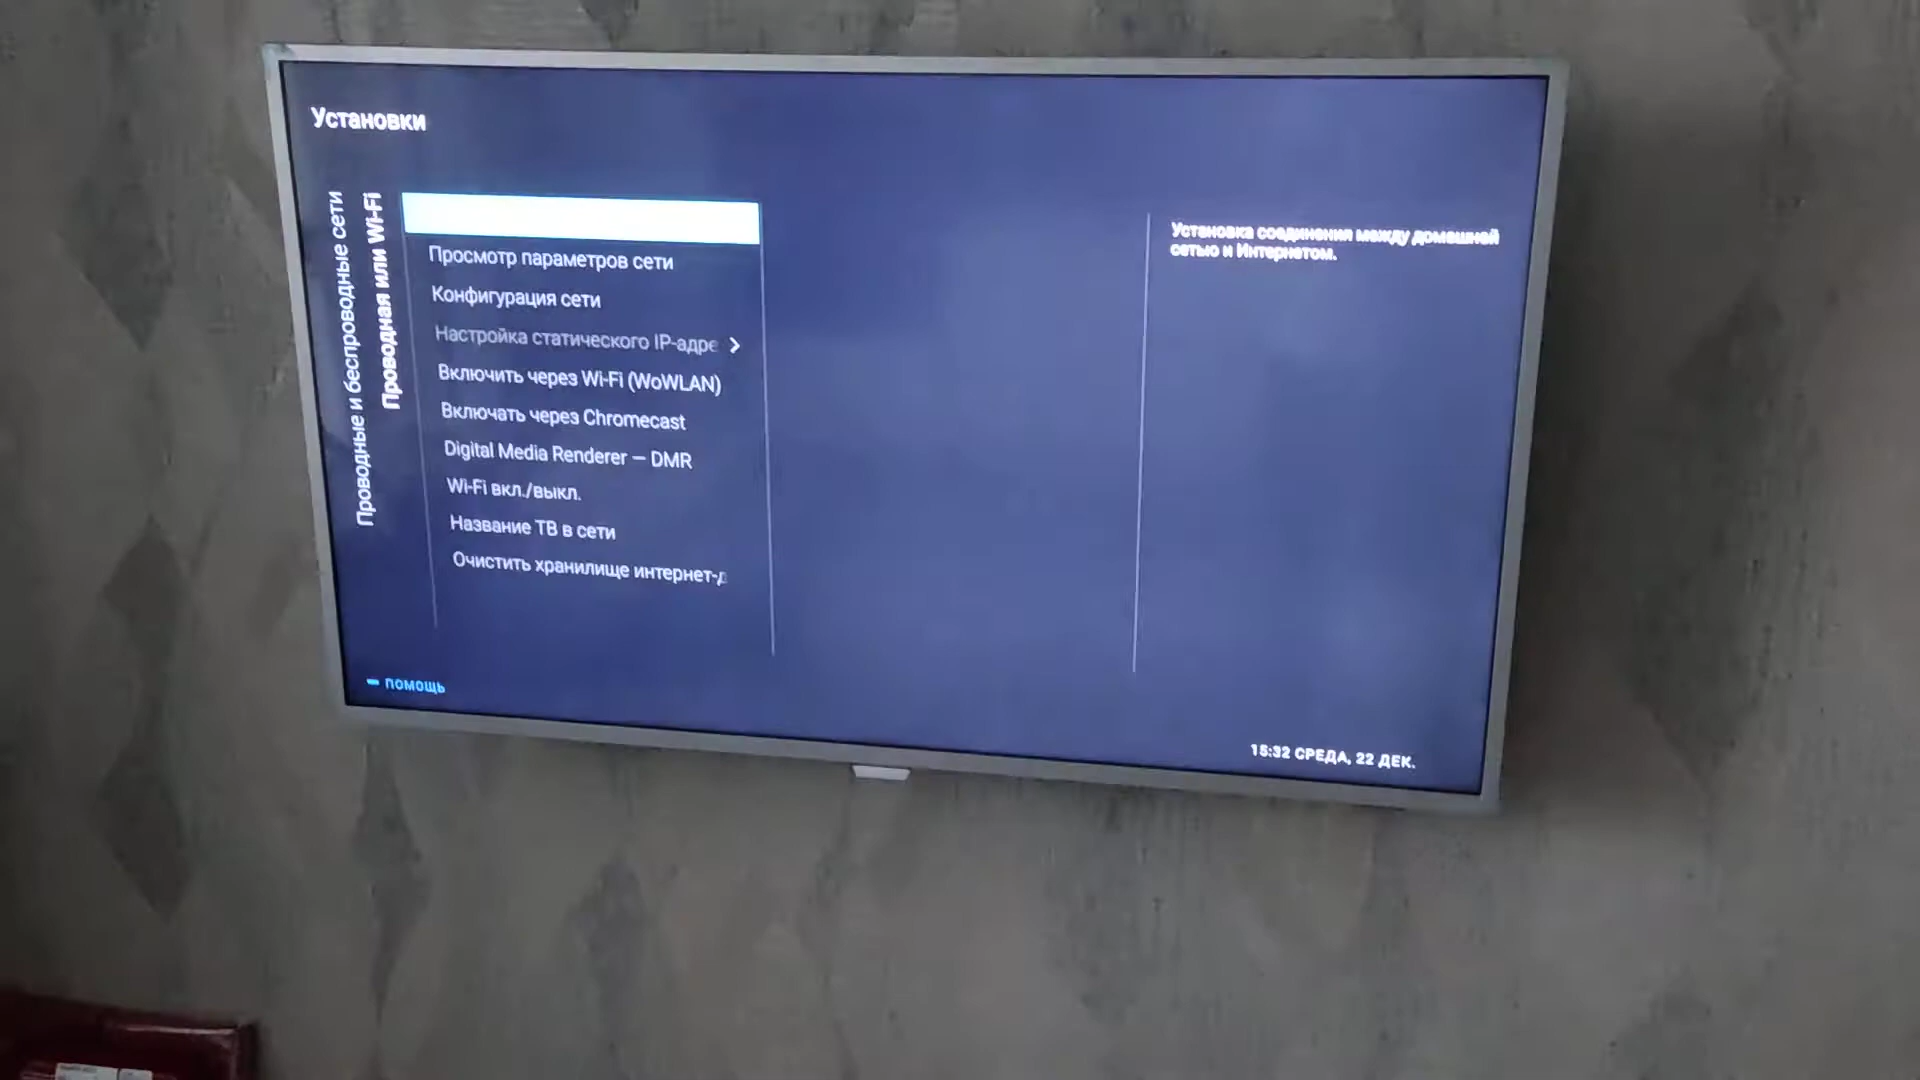 Установки
Проводные и беспроводные сети
Проводная или Wi-Fi
Просмотр параметров сети
Конфигурация сети
Настройка статического IP-адре
Включить через Wi-Fi (WoWLAN)
Включать через Chromecast
Digital Media Renderer — DMR
Wi-Fi вкл./выкл.
Название ТВ в сети
Очистить хранилище интернет-д
Установка соединения между домашней
сетью и Интернетом.
ПОМОЩЬ
15:32 СРЕДА, 22 ДЕК.